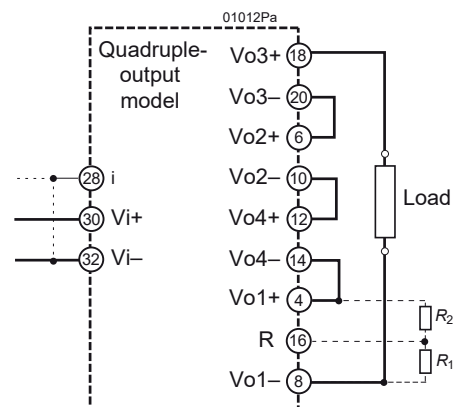 01012Pa
Quadruple-
output
model
Vo3+ 18
Vo3– 20
Vo2+ 6
Vo2– 10
Vo4+ 12
Vo4– 14
Vo1+ 4
R 16
Vo1– 8
28 i
30 Vi+
32 Vi–
Load
R2
R1